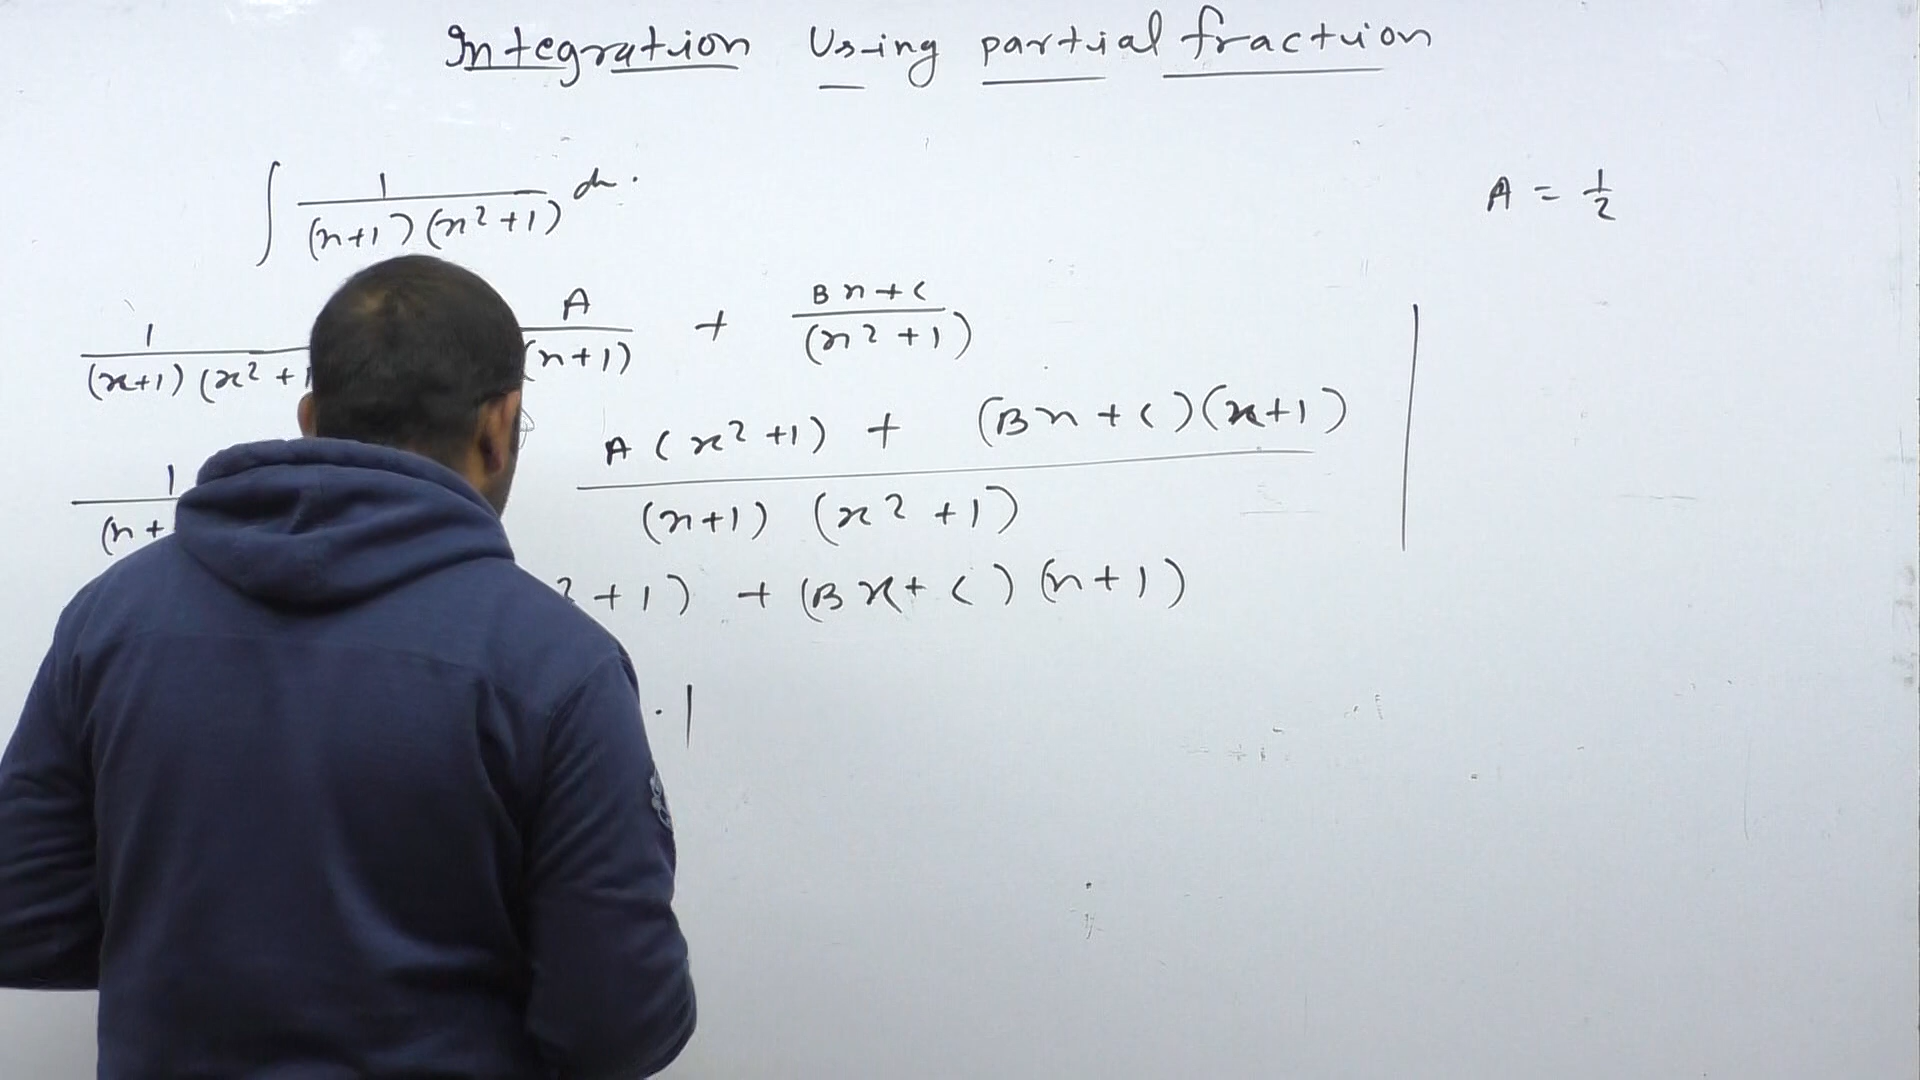 Integration Using partial fraction
∫ 1/((x+1)(x²+1)) dx.
A = 1/2
1/((x+1)(x²+1 A/(x+1) + (Bx+C)/(x²+1)
1/(x+ (A(x²+1) + (Bx+C)(x+1))/((x+1)(x²+1))
²+1) + (Bx+C)(x+1)